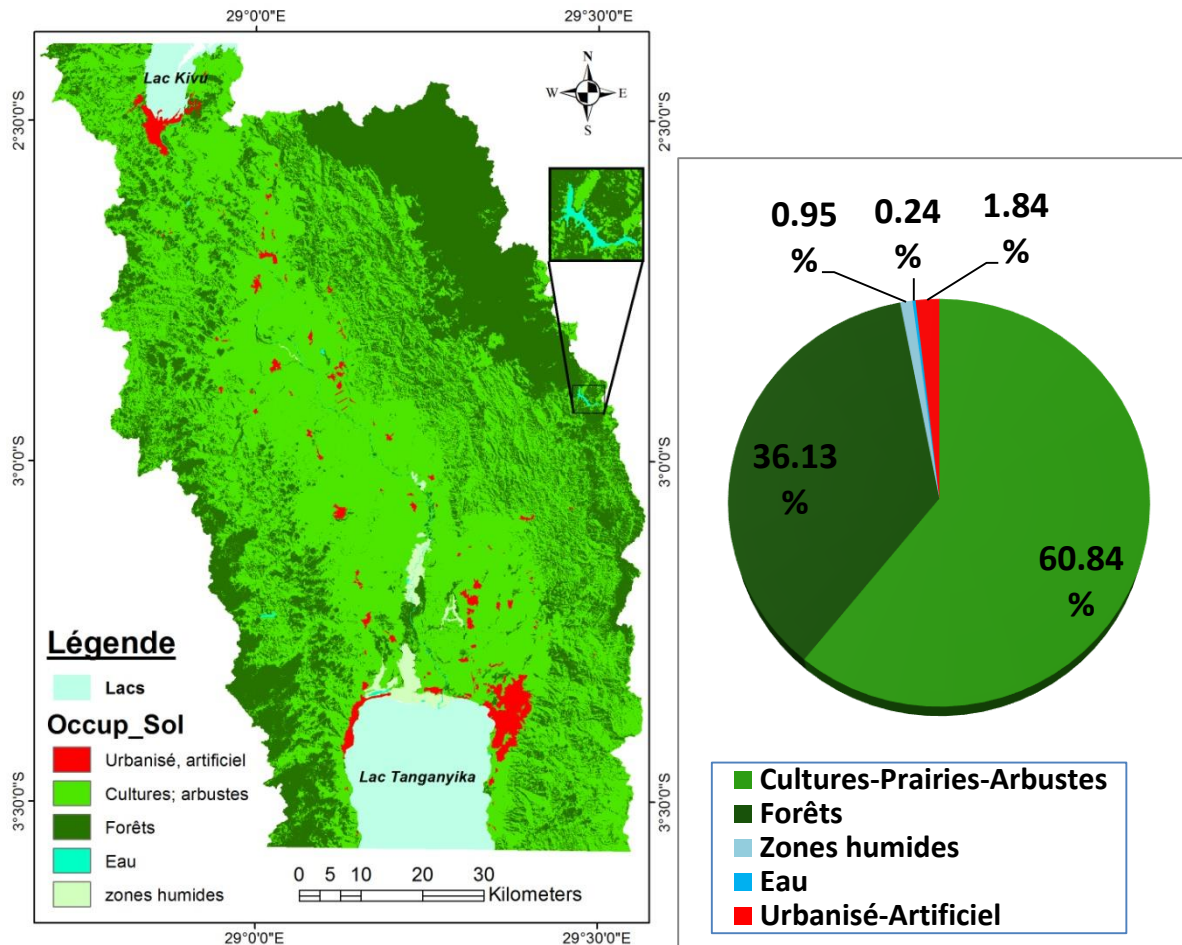 29°0'0"E
29°30'0"E
Lac Kivu
N
W
E
S
2°30'0"S
2°30'0"S
3°0'0"S
3°0'0"S
3°30'0"S
3°30'0"S
Légende
Lacs
Occup_Sol
Urbanisé, artificiel
Cultures; arbustes
Forêts
Eau
zones humides
Lac Tanganyika
0 5 10 20 30
Kilometers
29°0'0"E
29°30'0"E
0.95
%
0.24
%
1.84
%
36.13
%
60.84
%
Cultures-Prairies-Arbustes
Forêts
Zones humides
Eau
Urbanisé-Artificiel